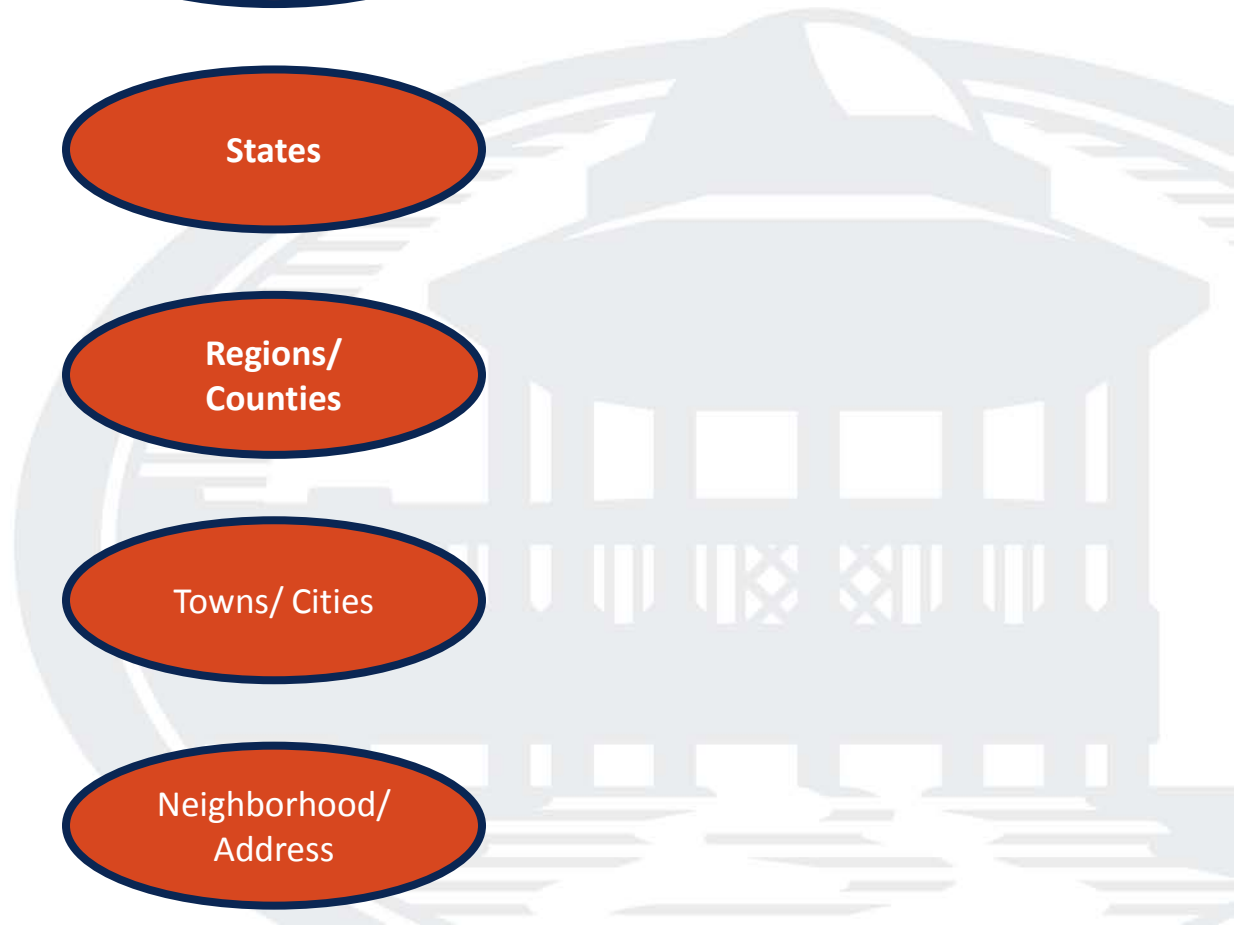 States
Regions/
Counties
Towns/ Cities
Neighborhood/
Address